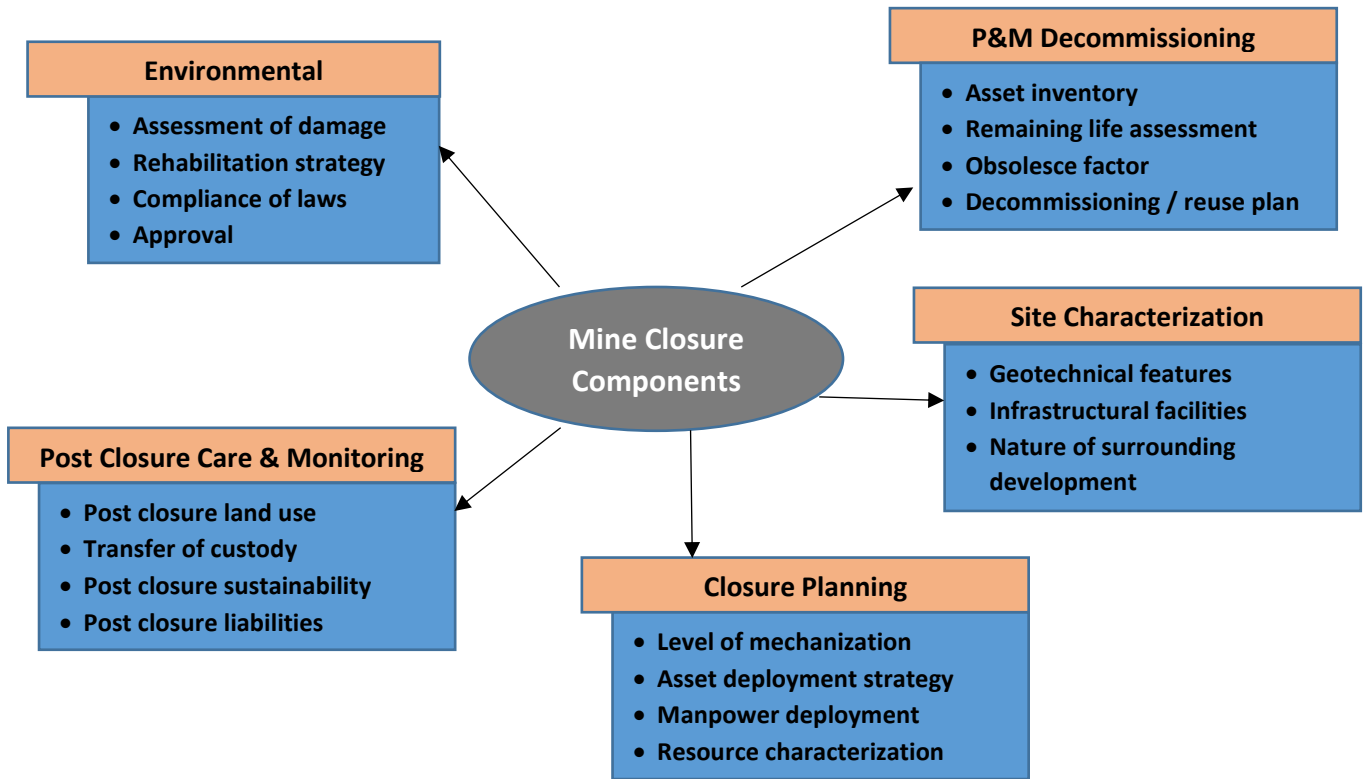 Environmental
• Assessment of damage
• Rehabilitation strategy
• Compliance of laws
• Approval
P&M Decommissioning
• Asset inventory
• Remaining life assessment
• Obsolesce factor
• Decommissioning / reuse plan
Mine Closure
Components
Site Characterization
• Geotechnical features
• Infrastructural facilities
• Nature of surrounding
development
Post Closure Care & Monitoring
• Post closure land use
• Transfer of custody
• Post closure sustainability
• Post closure liabilities
Closure Planning
• Level of mechanization
• Asset deployment strategy
• Manpower deployment
• Resource characterization